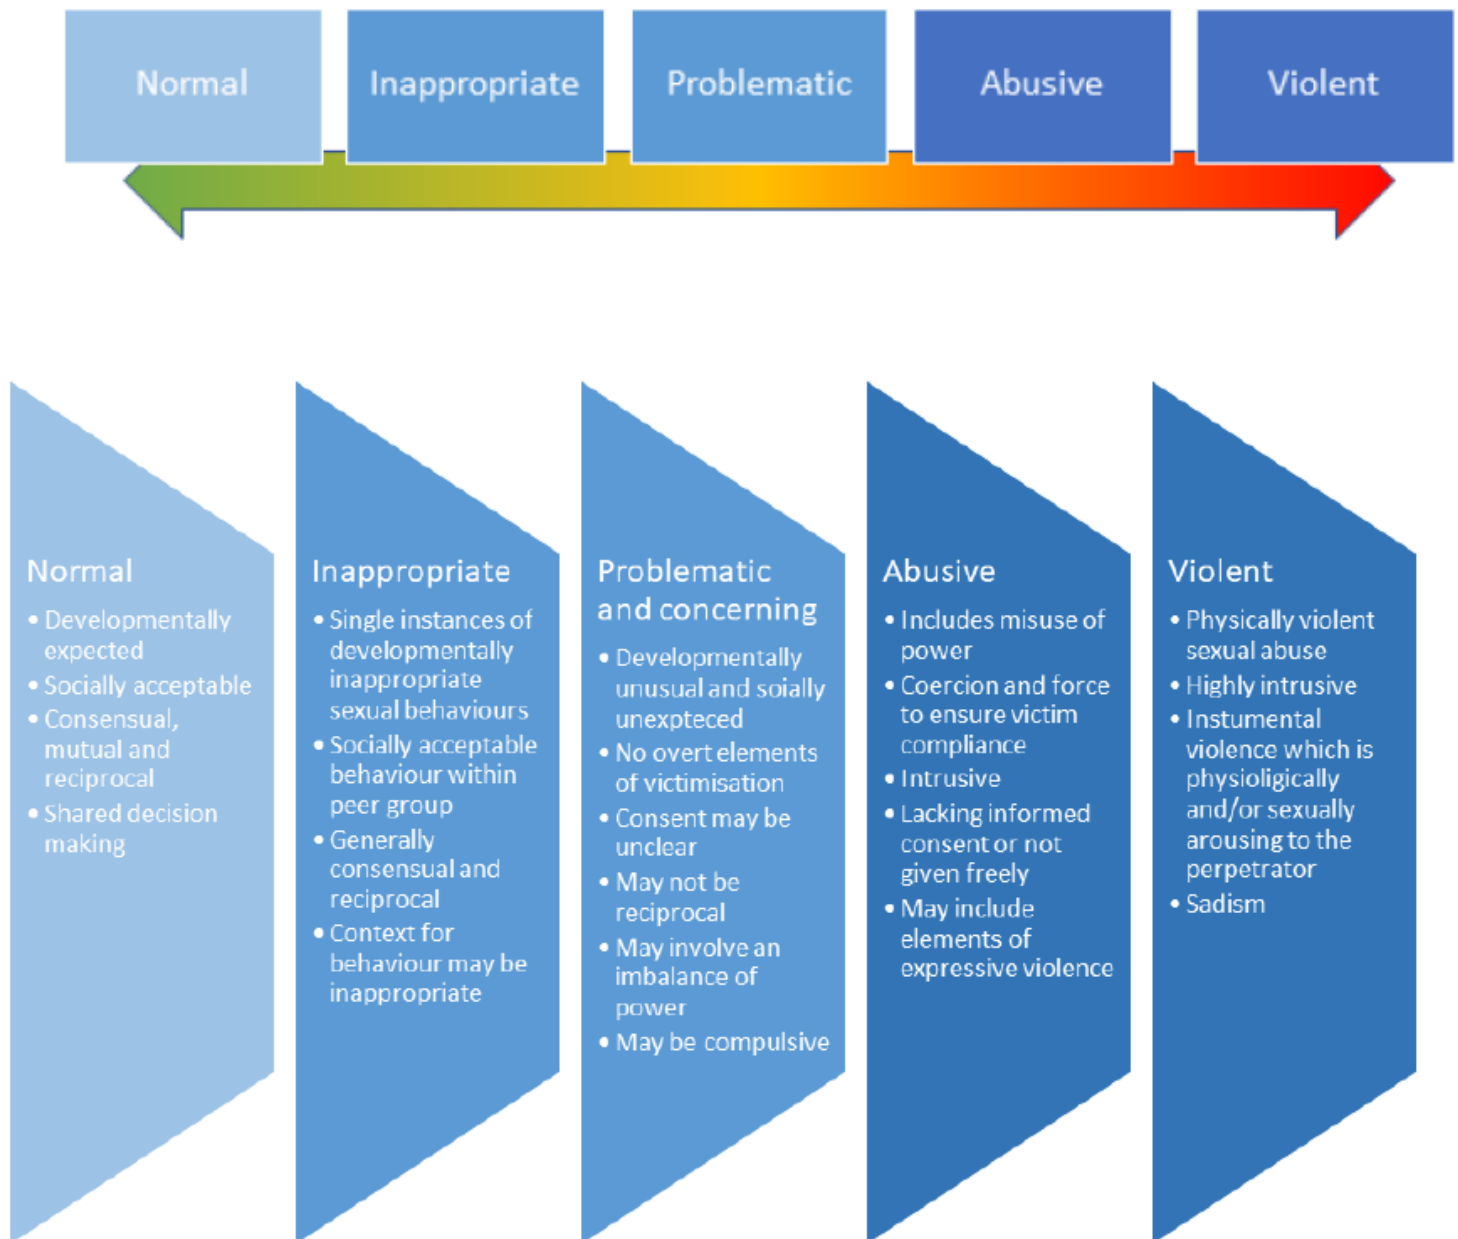 Normal
Inappropriate
Problematic
Abusive
Violent
Normal
• Developmentally
expected
• Socially acceptable
• Consensual,
mutual and
reciprocal
• Shared decision
making
Inappropriate
• Single instances of
developmentally
inappropriate
sexual behaviours
• Socially acceptable
behaviour within
peer group
• Generally
consensual and
reciprocal
• Context for
behaviour may be
inappropriate
Problematic
and concerning
• Developmentally
unusual and soially
unexpteced
• No overt elements
of victimisation
• Consent may be
unclear
• May not be
reciprocal
• May involve an
imbalance of
power
• May be compulsive
Abusive
• Includes misuse of
power
• Coercion and force
to ensure victim
compliance
• Intrusive
• Lacking informed
consent or not
given freely
• May include
elements of
expressive violence
Violent
• Physically violent
sexual abuse
• Highly intrusive
• Instumental
violence which is
physioligically
and/or sexually
arousing to the
perpetrator
• Sadism